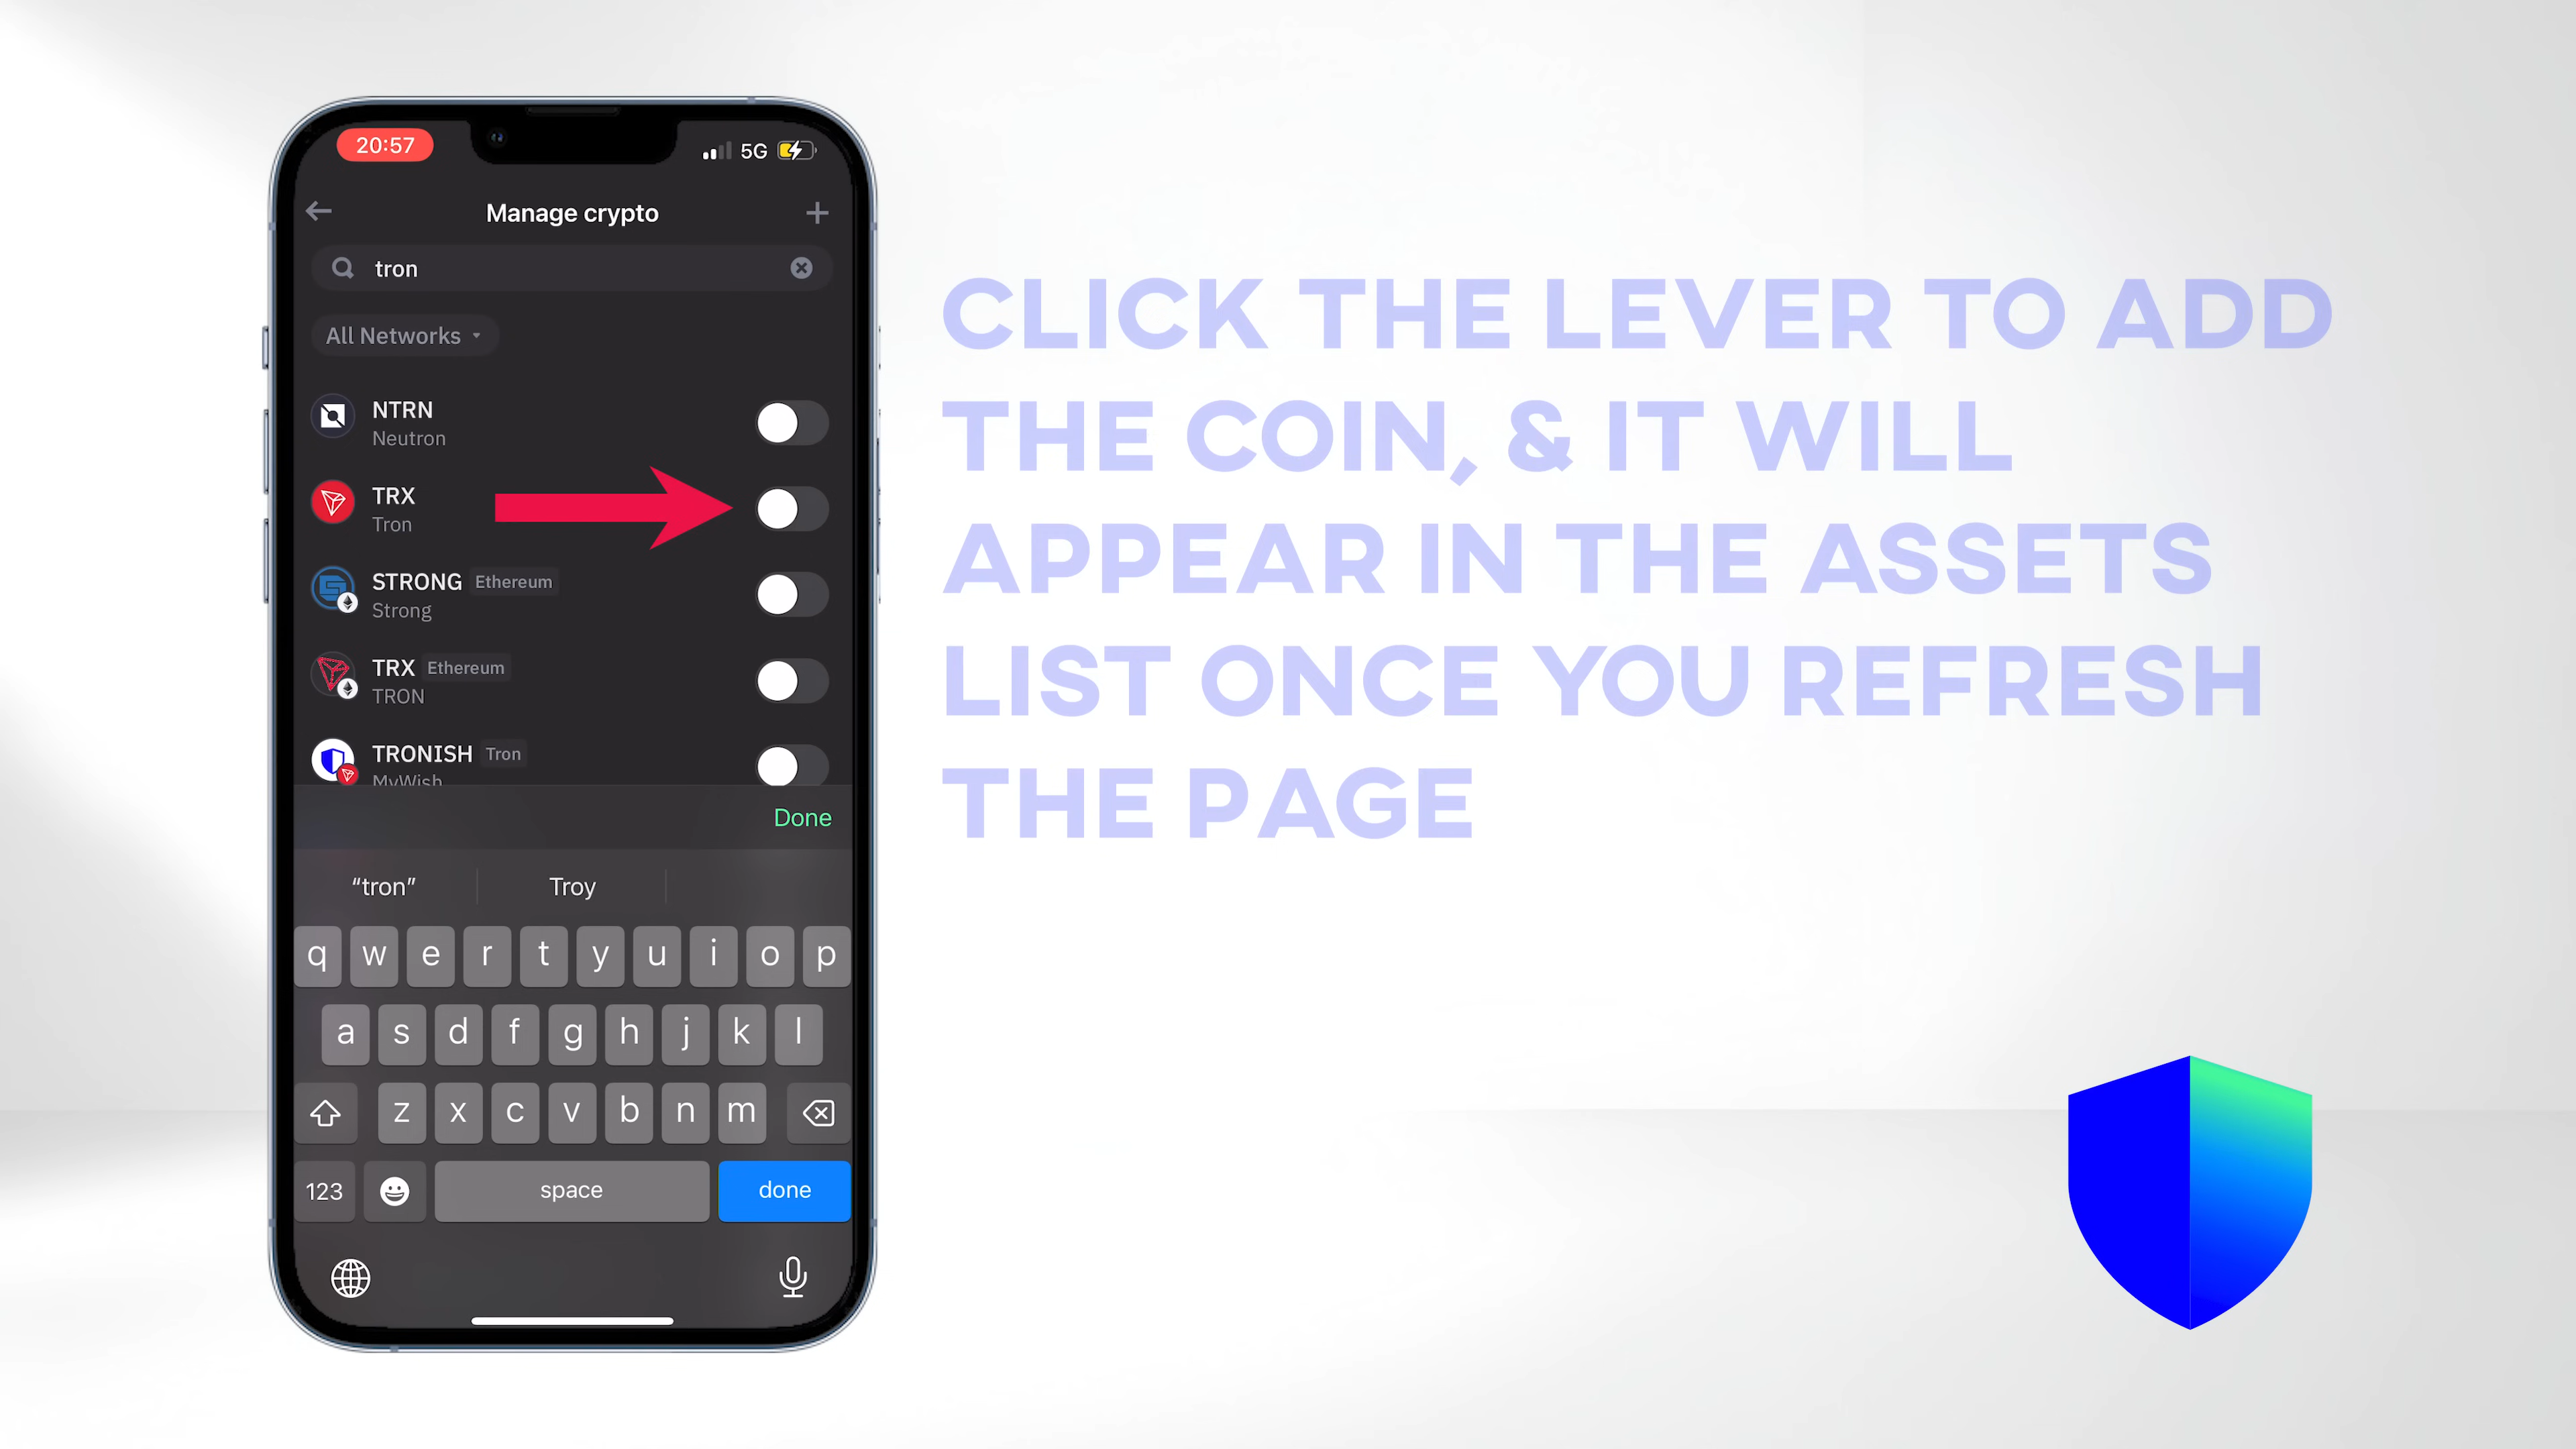 20:57
5G
Manage crypto
tron
All Networks
NTRN
Neutron
TRX
Tron
STRONG Ethereum
Strong
TRX Ethereum
TRON
TRONISH Tron
MyWish
Done
“tron” Troy
q w e r t y u i o p
a s d f g h j k l
z x c v b n m
123 space done
CLICK THE LEVER TO ADD
THE COIN, & IT WILL
APPEAR IN THE ASSETS
LIST ONCE YOU REFRESH
THE PAGE